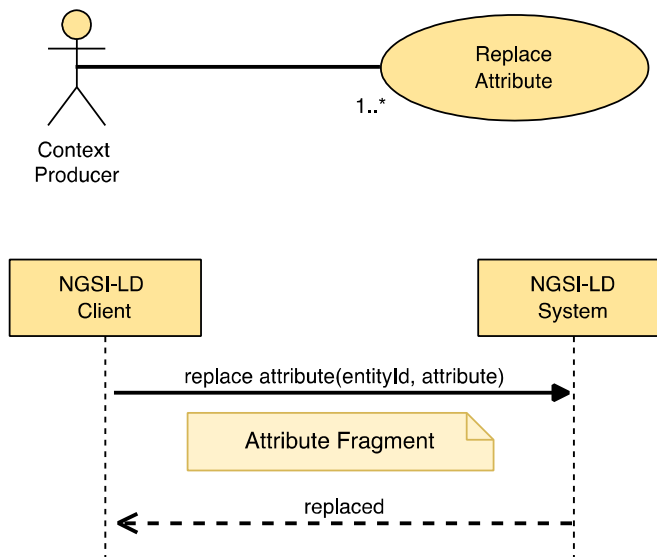 Replace
Attribute
1..*
Context
Producer
NGSI-LD
Client
NGSI-LD
System
replace attribute(entityId, attribute)
Attribute Fragment
replaced